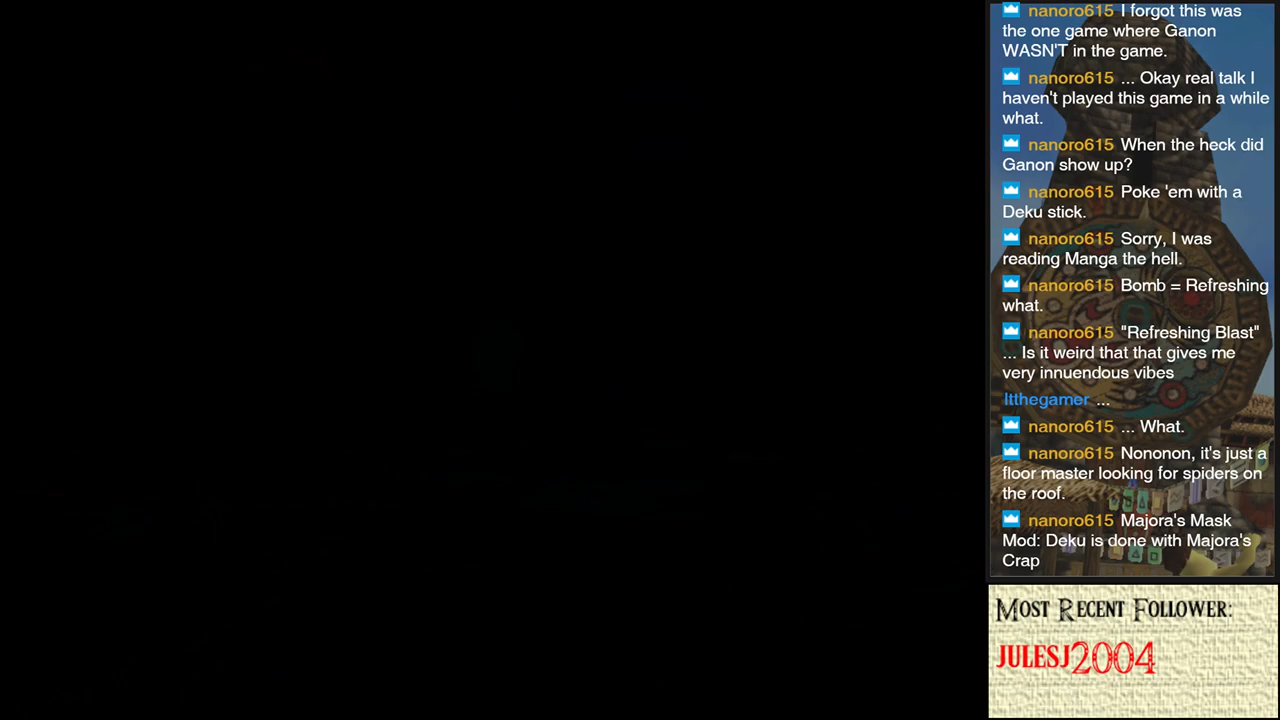 nanoro615 I forgot this was
the one game where Ganon
WASN'T in the game.
nanoro615 ... Okay real talk I
haven't played this game in a while
what.
nanoro615 When the heck did
Ganon show up?
nanoro615 Poke 'em with a
Deku stick.
nanoro615 Sorry, I was
reading Manga the hell.
nanoro615 Bomb = Refreshing
what.
nanoro615 "Refreshing Blast"
... Is it weird that that gives me
very innuendous vibes
ltthegamer ...
nanoro615 ... What.
nanoro615 Nononon, it's just a
floor master looking for spiders on
the roof.
nanoro615 Majora's Mask
Mod: Deku is done with Majora's
Crap
Most Recent Follower:
julesj2004